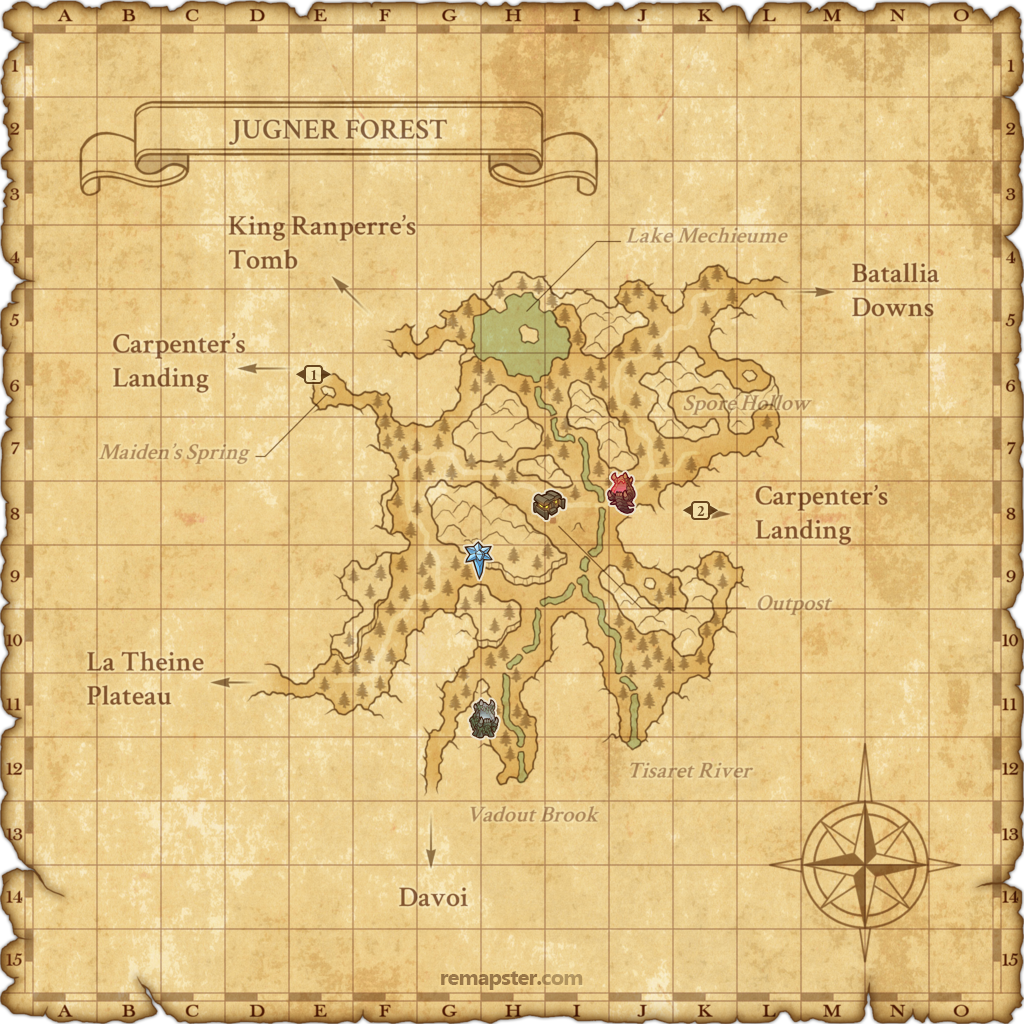 A B C D E F G H I J K L M N O
1 1
2 2
JUGNER FOREST
3 3
King Ranperre's
Tomb
Lake Mechieume
4 4
Batallia
Downs
5 5
Carpenter's
Landing
1
6 6
Spore Hollow
7 7
Maiden's Spring
8 8
Carpenter's
Landing
2
9 9
Outpost
10 10
La Theine
Plateau
11 11
12 12
Tisaret River
Vadout Brook
13 13
Davoi
14 14
15 15
remapster.com
A B C D E F G H I J K L M N O